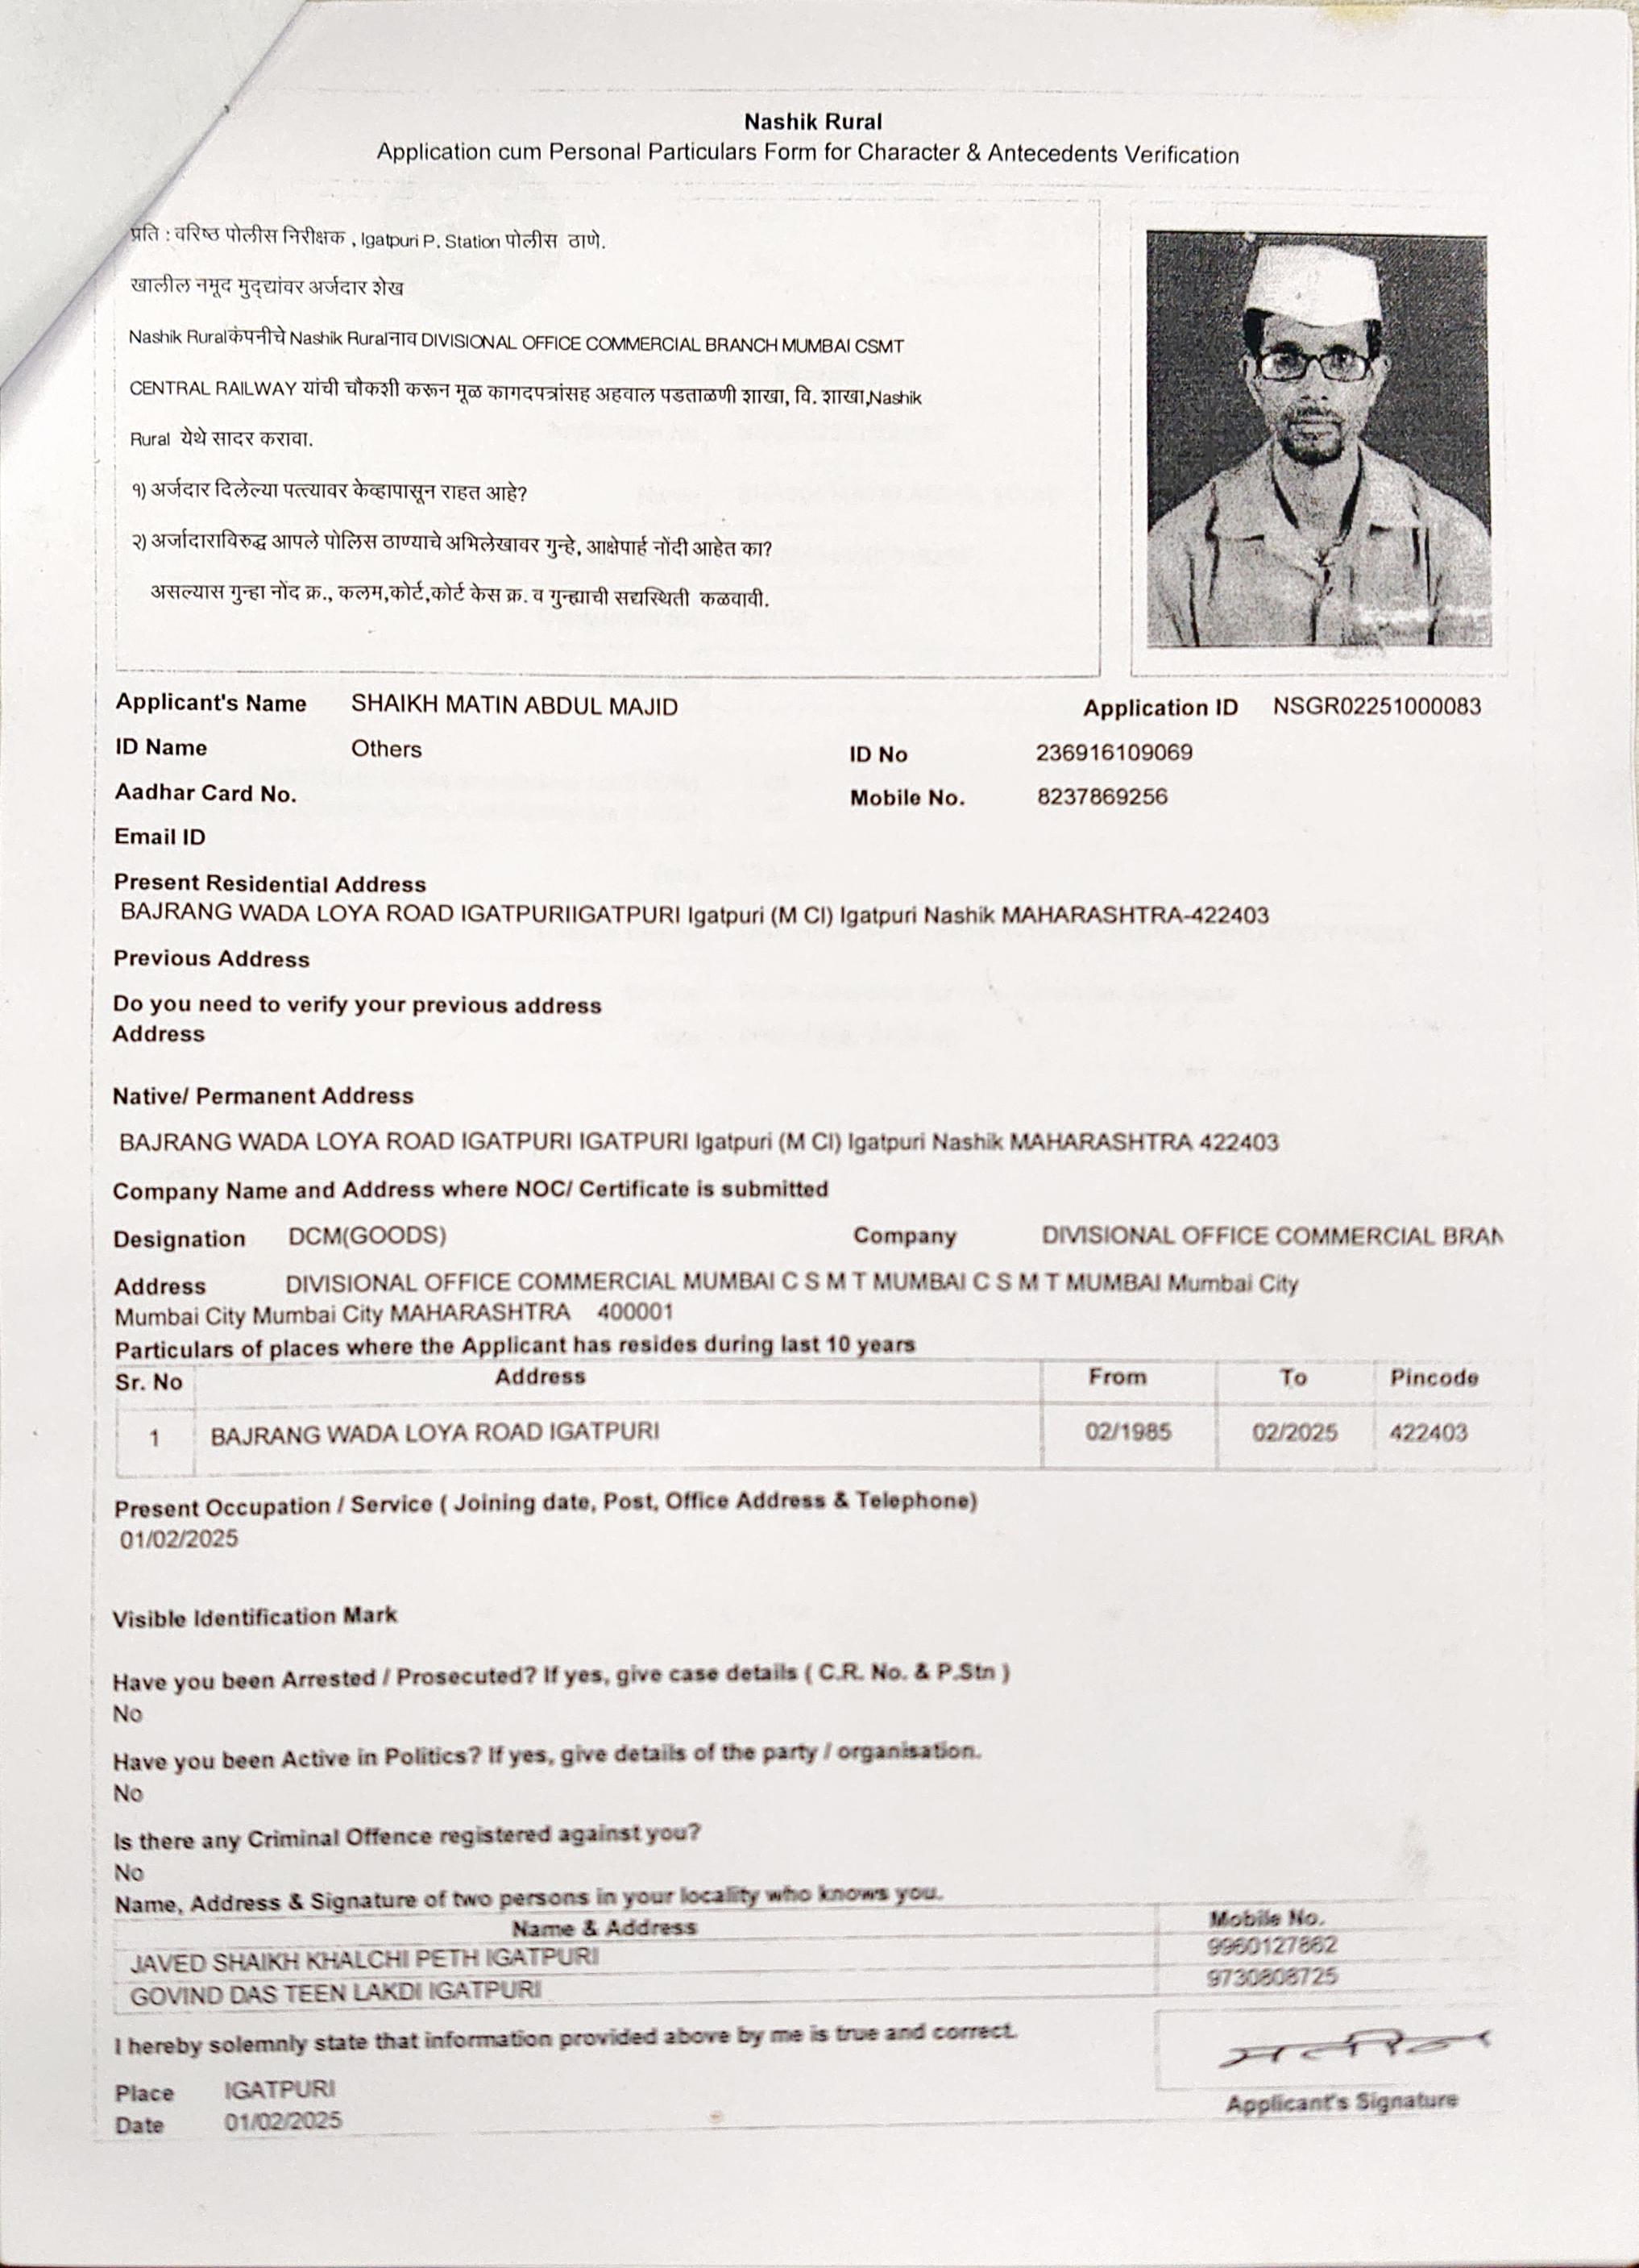 Nashik Rural
Application cum Personal Particulars Form for Character & Antecedents Verification
प्रति : वरिष्ठ पोलीस निरीक्षक , Igatpuri P. Station पोलीस ठाणे.
खालील नमूद मुद्द्यांवर अर्जदार शेख
Nashik Ruralकंपनीचे Nashik Ruralनाव DIVISIONAL OFFICE COMMERCIAL BRANCH MUMBAI CSMT
CENTRAL RAILWAY यांची चौकशी करून मूळ कागदपत्रांसह अहवाल पडताळणी शाखा, वि. शाखा,Nashik
Rural येथे सादर करावा.
१) अर्जदार दिलेल्या पत्त्यावर केव्हापासून राहत आहे?
२) अर्जादाराविरुद्ध आपले पोलिस ठाण्याचे अभिलेखावर गुन्हे, आक्षेपार्ह नोंदी आहेत का?
असल्यास गुन्हा नोंद क्र., कलम,कोर्ट,कोर्ट केस क्र. व गुन्ह्याची सद्यस्थिती कळवावी.
Applicant's Name SHAIKH MATIN ABDUL MAJID Application ID NSGR02251000083
ID Name Others ID No 236916109069
Aadhar Card No. Mobile No. 8237869256
Email ID
Present Residential Address
BAJRANG WADA LOYA ROAD IGATPURIIGATPURI Igatpuri (M Cl) Igatpuri Nashik MAHARASHTRA-422403
Previous Address
Do you need to verify your previous address
Address
Native/ Permanent Address
BAJRANG WADA LOYA ROAD IGATPURI IGATPURI Igatpuri (M Cl) Igatpuri Nashik MAHARASHTRA 422403
Company Name and Address where NOC/ Certificate is submitted
Designation DCM(GOODS) Company DIVISIONAL OFFICE COMMERCIAL BRAN
Address DIVISIONAL OFFICE COMMERCIAL MUMBAI C S M T MUMBAI C S M T MUMBAI Mumbai City
Mumbai City Mumbai City MAHARASHTRA 400001
Particulars of places where the Applicant has resides during last 10 years
Sr. No Address From To Pincode
1 BAJRANG WADA LOYA ROAD IGATPURI 02/1985 02/2025 422403
Present Occupation / Service ( Joining date, Post, Office Address & Telephone)
01/02/2025
Visible Identification Mark
Have you been Arrested / Prosecuted? If yes, give case details ( C.R. No. & P.Stn )
No
Have you been Active in Politics? If yes, give details of the party / organisation.
No
Is there any Criminal Offence registered against you?
No
Name, Address & Signature of two persons in your locality who knows you.
Name & Address Mobile No.
JAVED SHAIKH KHALCHI PETH IGATPURI 9960127862
GOVIND DAS TEEN LAKDI IGATPURI 9730808725
I hereby solemnly state that information provided above by me is true and correct.
मतीन
Place IGATPURI
Applicant's Signature
Date 01/02/2025